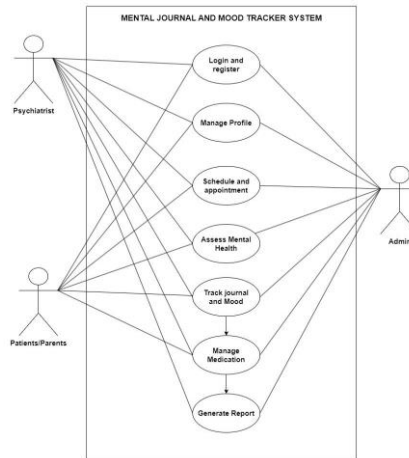 MENTAL JOURNAL AND MOOD TRACKER SYSTEM
Login and
register
Psychiatrist
Manage Profile
Schedule and
appointment
Assess Mental
Health
Admin
Track journal
and Mood
Patients/Parents
Manage
Medication
Generate Report